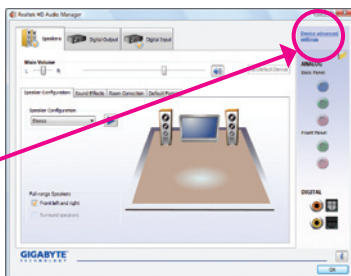 Realtek HD Audio Manager
Speakers
Digital Output
Digital Input
Device advanced
settings
Main Volume
L
R
Set Default Device
ANALOG
Back Panel
Speaker Configuration
Sound Effects
Room Correction
Default Format
Speaker Configuration
Stereo
Front Panel
Full-range Speakers
Front left and right
Surround speakers
DIGITAL
GIGABYTE
TECHNOLOGY
OK